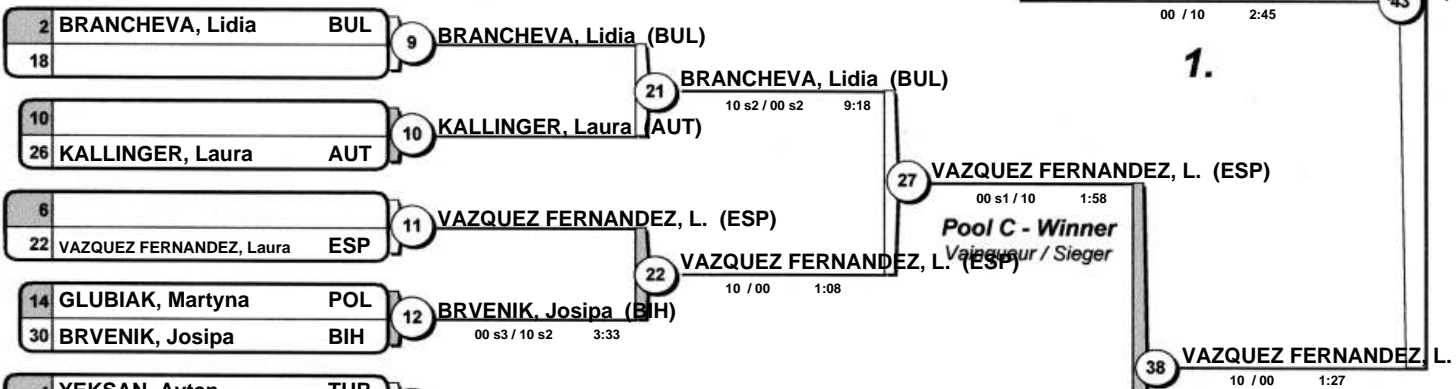 00 / 10 2:45
43
1.
2 BRANCHEVA, Lidia BUL
18
9
BRANCHEVA, Lidia (BUL)
21
BRANCHEVA, Lidia (BUL)
10 s2 / 00 s2 9:18
10
26 KALLINGER, Laura AUT
10
KALLINGER, Laura (AUT)
27
VAZQUEZ FERNANDEZ, L. (ESP)
00 s1 / 10 1:58
Pool C - Winner
Vainqueur / Sieger
6
22 VAZQUEZ FERNANDEZ, Laura ESP
11
VAZQUEZ FERNANDEZ, L. (ESP)
22
VAZQUEZ FERNANDEZ, L. (ESP)
10 / 00 1:08
14 GLUBIAK, Martyna POL
30 BRVENIK, Josipa BIH
12
BRVENIK, Josipa (BIH)
00 s3 / 10 s2 3:33
38
VAZQUEZ FERNANDEZ, L.
10 / 00 1:27
YEKSAN, Aytan TUR